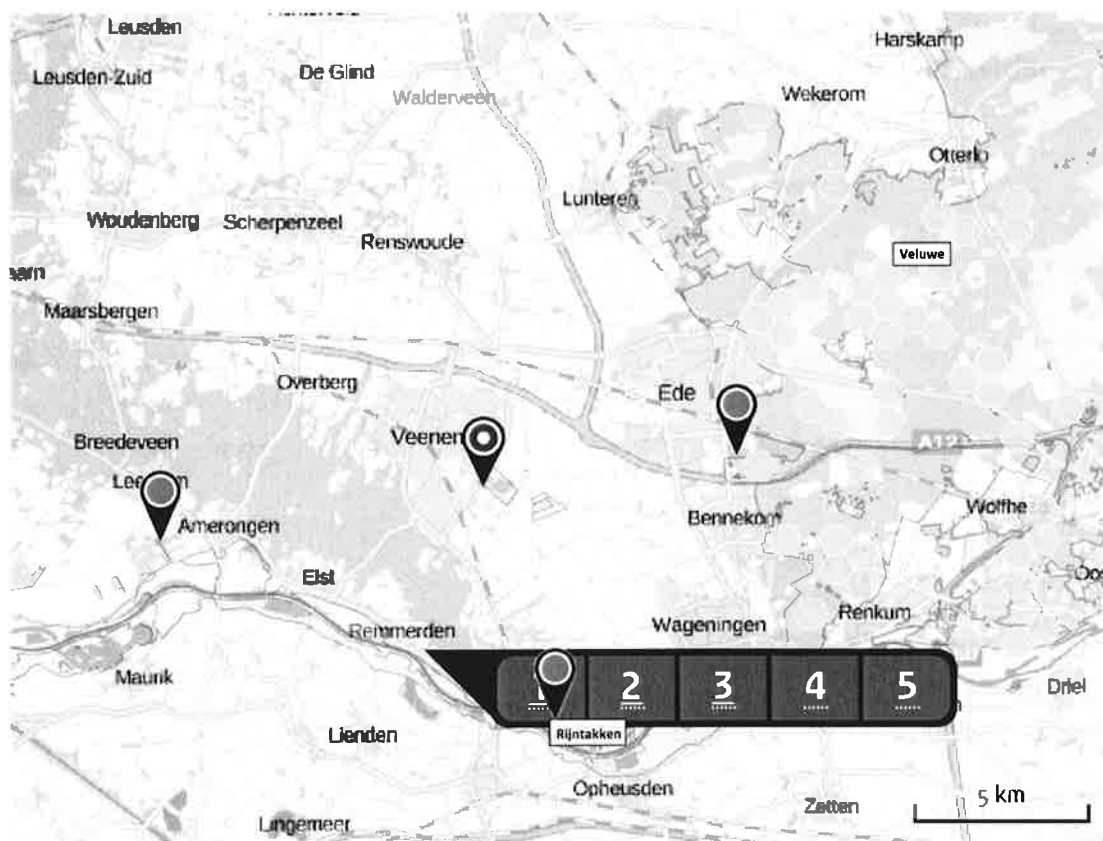 Leusden
Harskamp
Leusden-Zuid
De Glind
Walderveen
Wekerom
Otterlo
Lunteren
Woudenberg
Scherpenzeel
Renswoude
Veluwe
Maarsbergen
Overberg
Ede
Breedeveen
Veenen
A12
Amerongen
Bennekom
Wolfhe
Elst
Renkum
Remmerden
Wageningen
Maurik
1 2 3 4 5
Driel
Lienden
Rijntakken
Opheusden
Zetten
5 km
Lingemeer